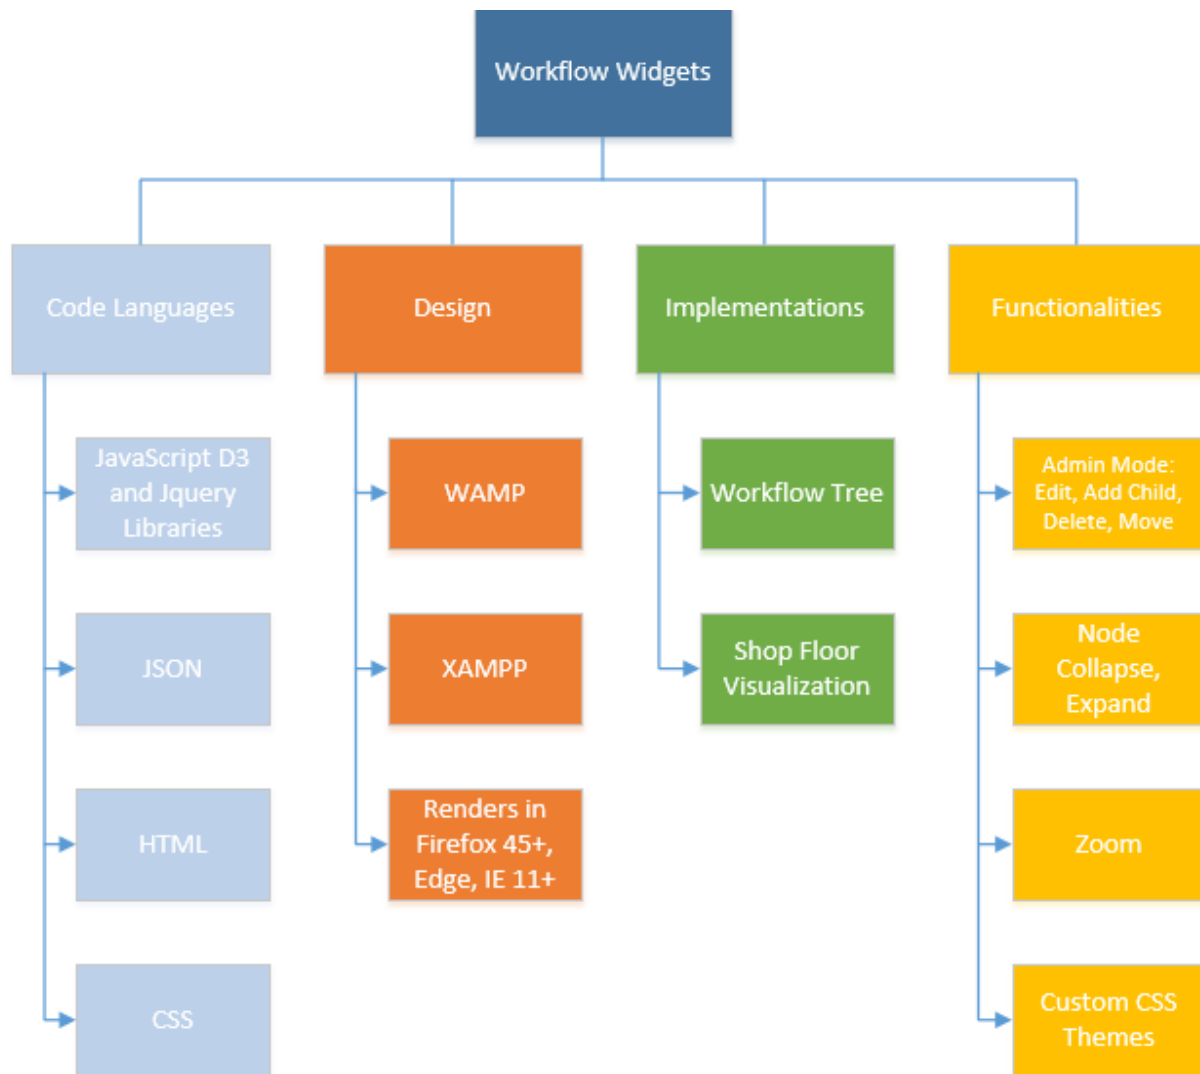 Workflow Widgets
Code Languages
Design
Implementations
Functionalities
JavaScript D3
and Jquery
Libraries
WAMP
Workflow Tree
Admin Mode:
Edit, Add Child,
Delete, Move
JSON
XAMPP
Shop Floor
Visualization
Node
Collapse,
Expand
HTML
Renders in
Firefox 45+,
Edge, IE 11+
Zoom
CSS
Custom CSS
Themes